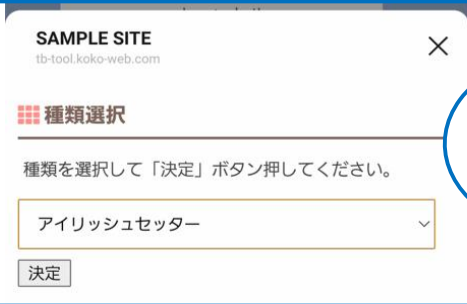 SAMPLE SITE
tb-tool.koko-web.com
種類選択
種類を選択して「決定」ボタン押してください。
アイリッシュセッター
決定